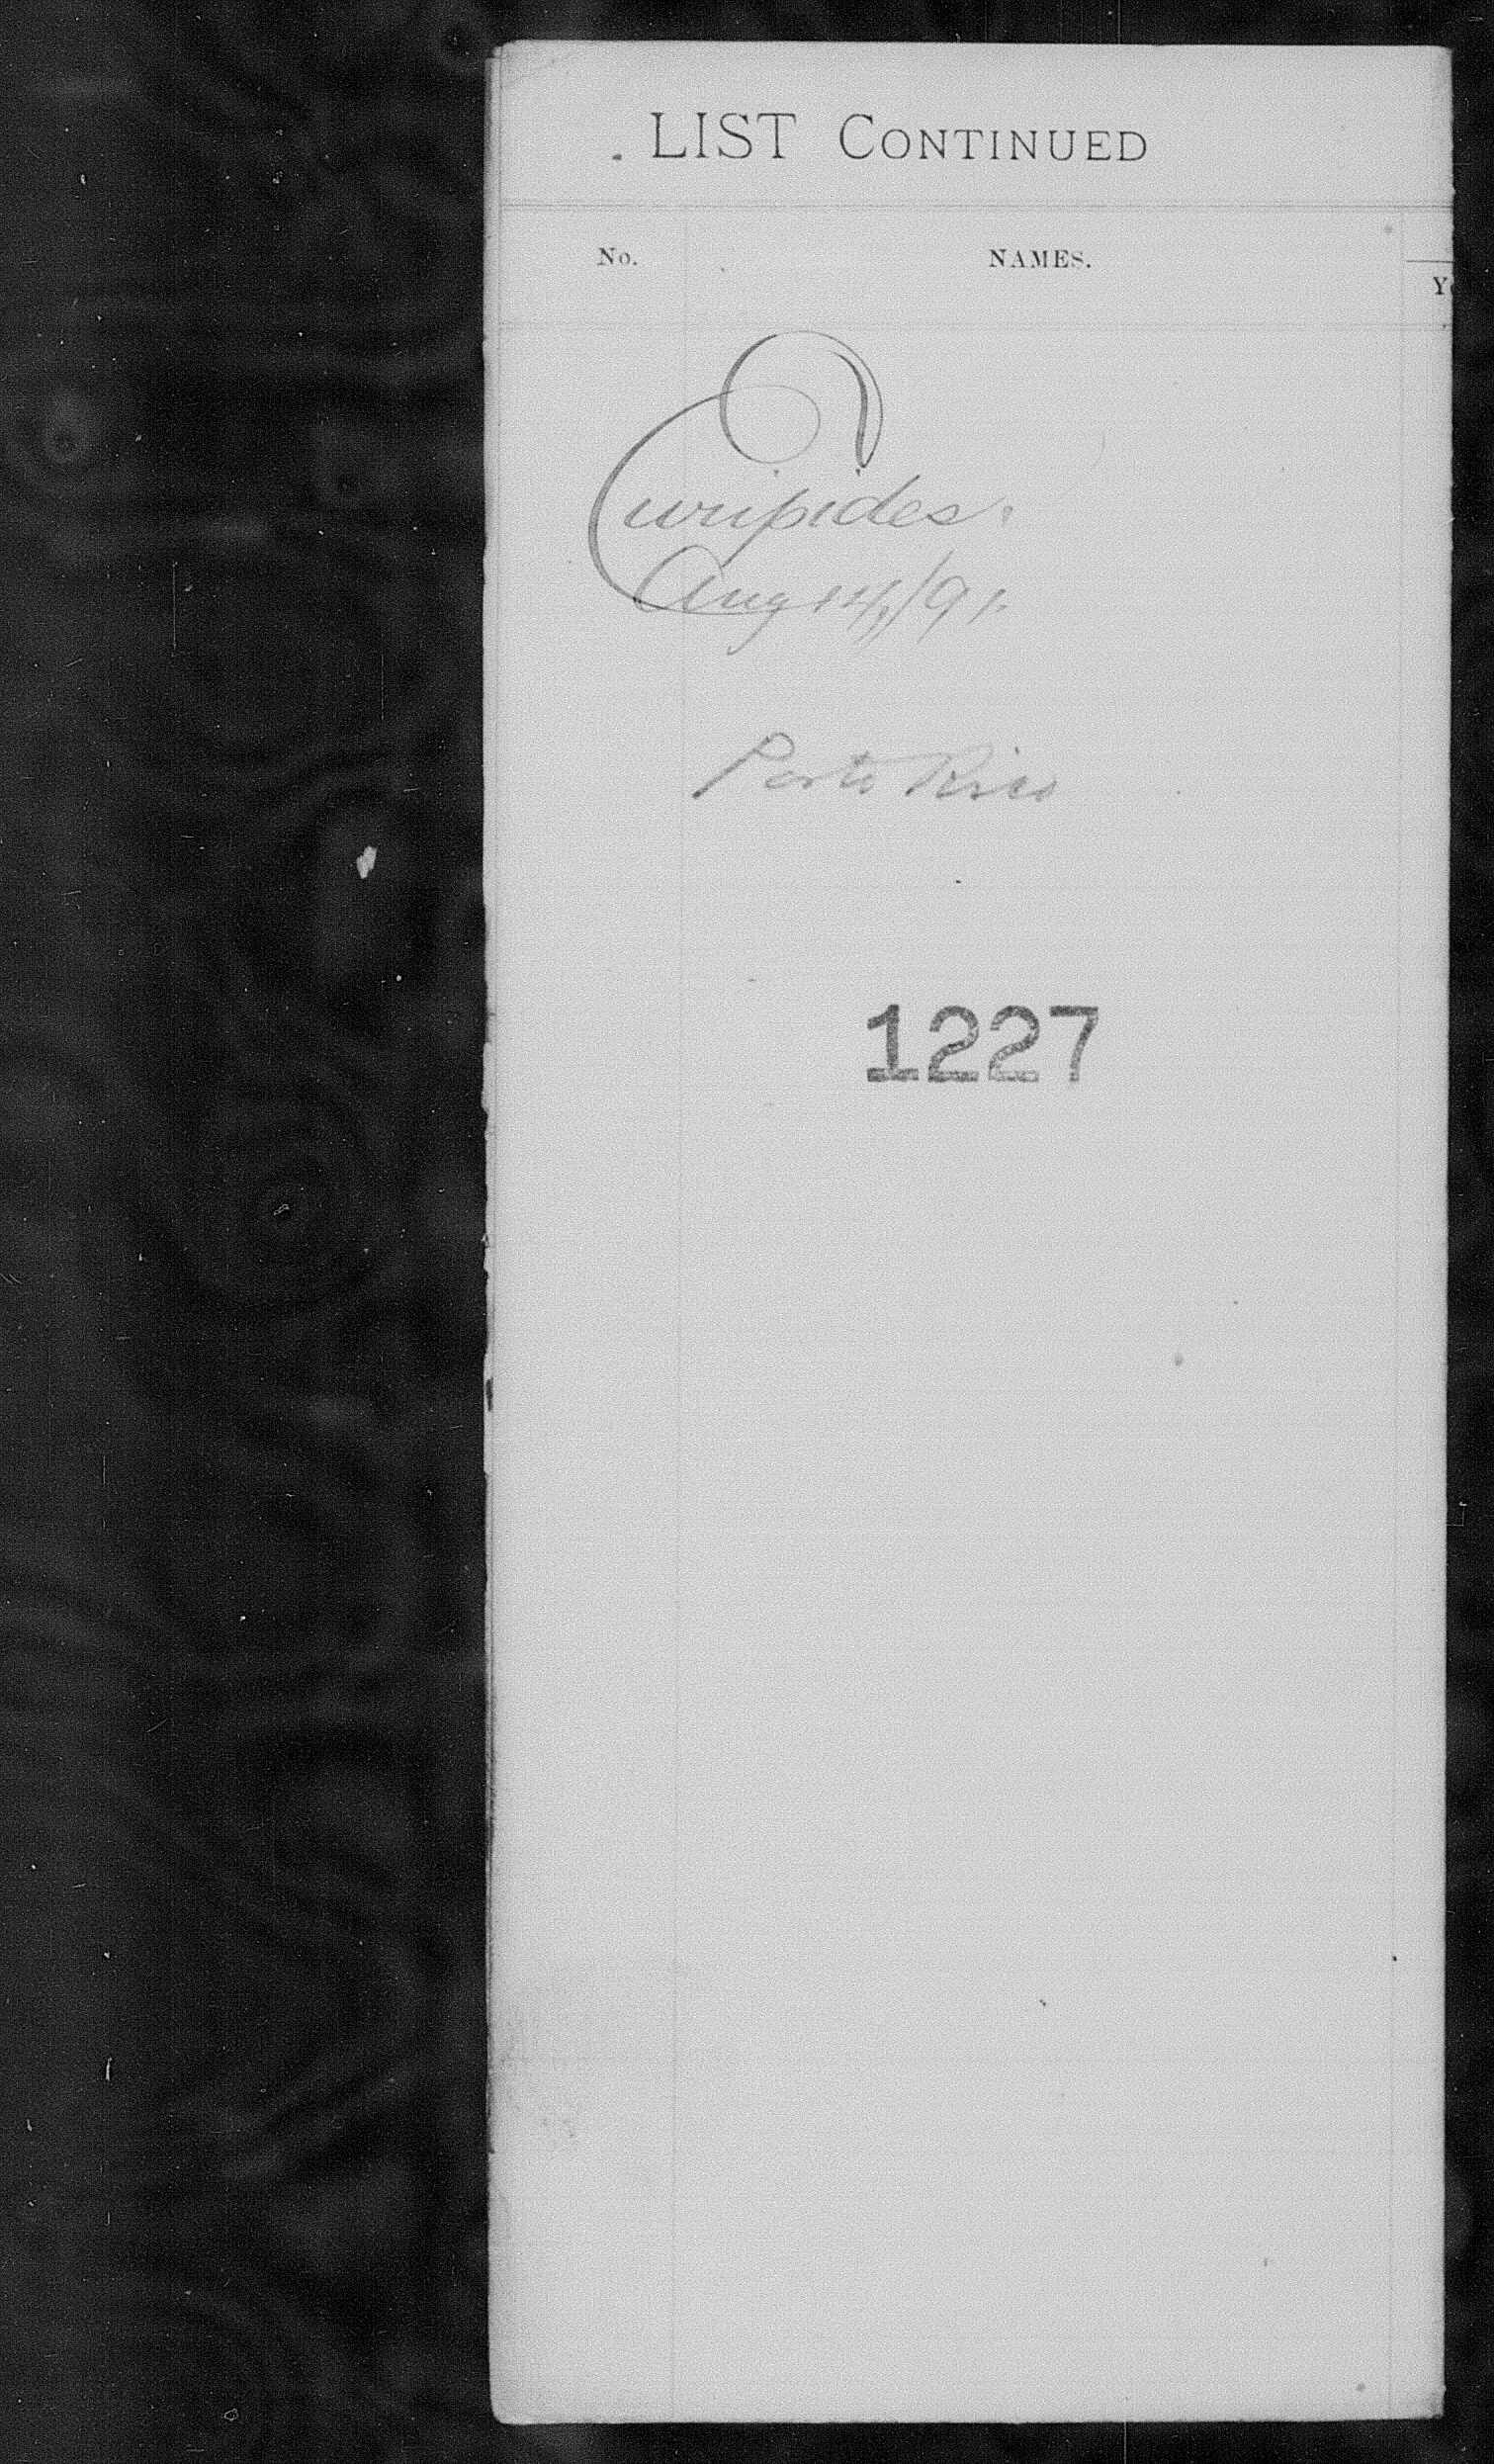 LIST CONTINUED
No. NAMES.
Euripides.
Aug 14/91.
Porto Rico
1227